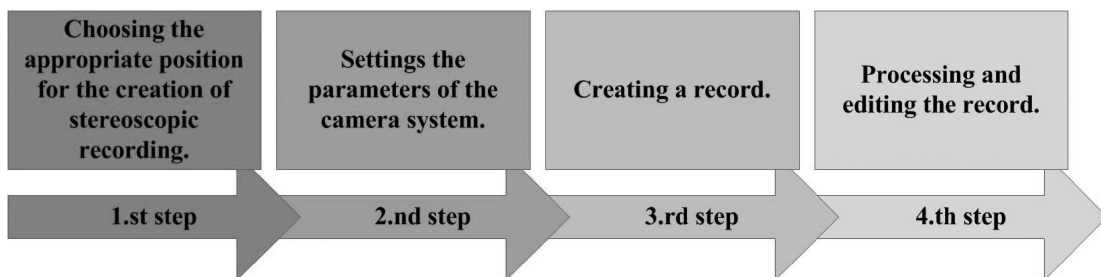 Choosing the
appropriate position
for the creation of
stereoscopic
recording.
Settings the
parameters of the
camera system.
Creating a record.
Processing and
editing the record.
1.st step
2.nd step
3.rd step
4.th step